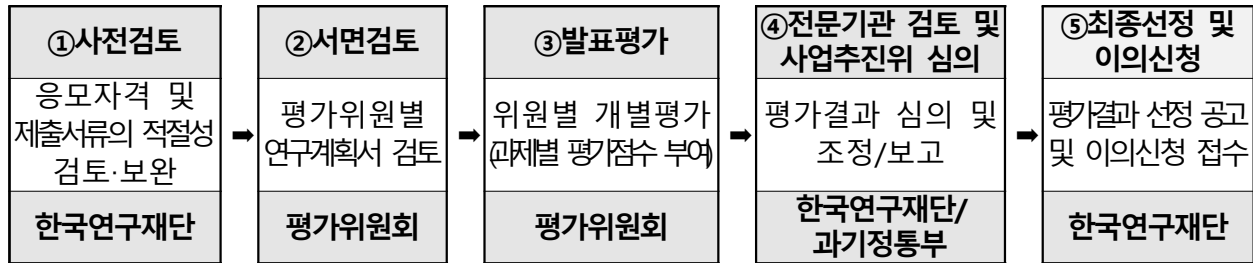 ①사전검토
응모자격 및
제출서류의 적절성
검토·보완
한국연구재단
➡
②서면검토
평가위원별
연구계획서 검토
평가위원회
➡
③발표평가
위원별 개별평가
(과제별 평가점수 부여)
평가위원회
➡
④전문기관 검토 및
사업추진위 심의
평가결과 심의 및
조정/보고
한국연구재단/
과기정통부
➡
⑤최종선정 및
이의신청
평가결과 선정 공고
및 이의신청 접수
한국연구재단